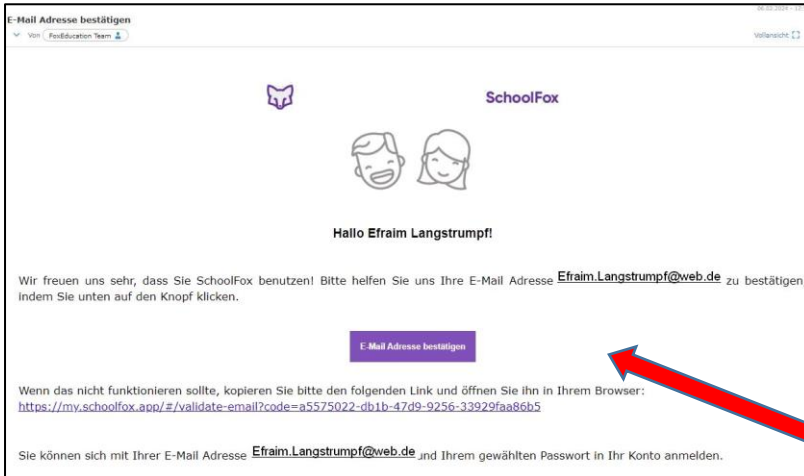 E-Mail Adresse bestätigen
Von FoxEducation Team
Vollansicht
SchoolFox
Hallo Efraim Langstrumpf!
Wir freuen uns sehr, dass Sie SchoolFox benutzen! Bitte helfen Sie uns Ihre E-Mail Adresse Efraim.Langstrumpf@web.de zu bestätigen
indem Sie unten auf den Knopf klicken.
E-Mail Adresse bestätigen
Wenn das nicht funktionieren sollte, kopieren Sie bitte den folgenden Link und öffnen Sie ihn in Ihrem Browser:
https://my.schoolfox.app/#/validate-email?code=a5575022-db1b-47d9-9256-33929faa86b5
Sie können sich mit Ihrer E-Mail Adresse Efraim.Langstrumpf@web.de und Ihrem gewählten Passwort in Ihr Konto anmelden.